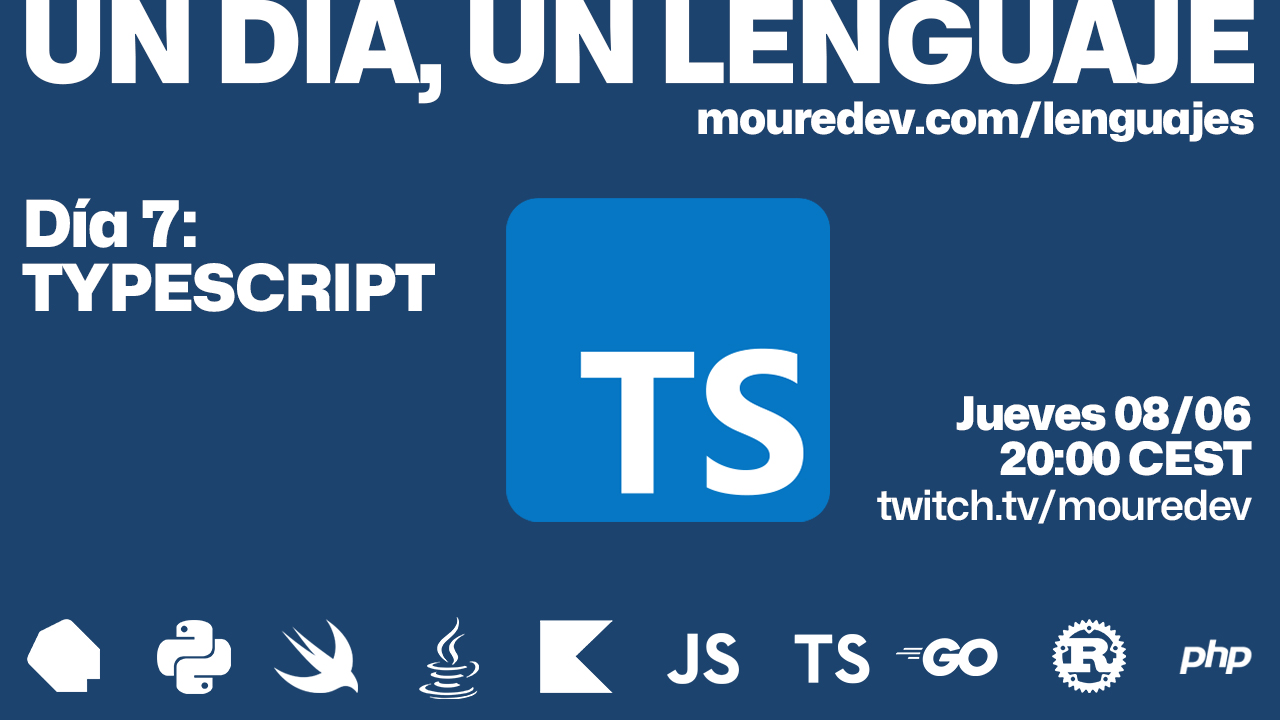 UN DÍA, UN LENGUAJE
mouredev.com/lenguajes
Día 7:
TYPESCRIPT
TS
Jueves 08/06
20:00 CEST
twitch.tv/mouredev
JS TS GO R php